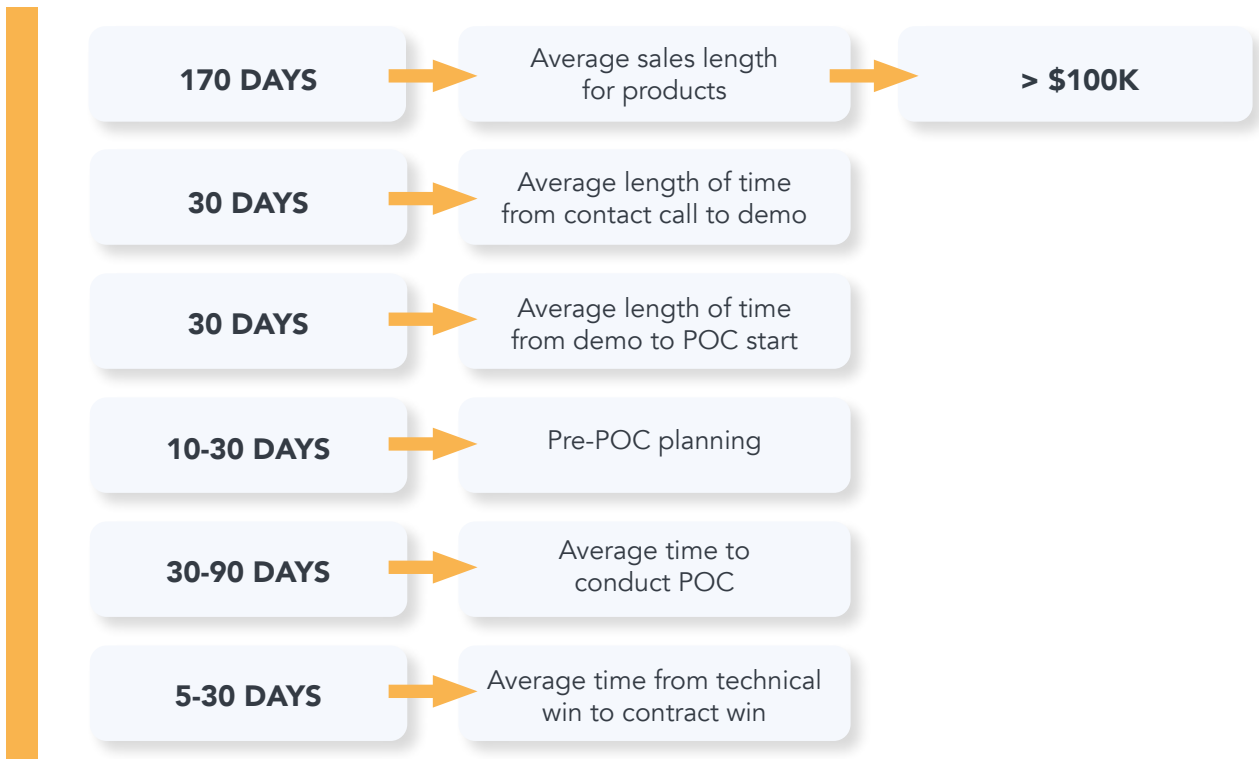 170 DAYS
Average sales length
for products
> $100K
30 DAYS
Average length of time
from contact call to demo
30 DAYS
Average length of time
from demo to POC start
10-30 DAYS
Pre-POC planning
30-90 DAYS
Average time to
conduct POC
5-30 DAYS
Average time from technical
win to contract win